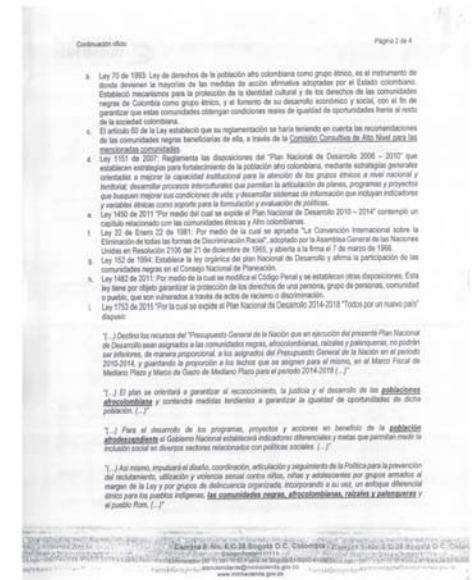 Continuación oficio
Página 2 de 4
b. Ley 70 de 1993: Ley de derechos de la población afro colombiana como grupo étnico, es el instrumento de
donde devienen la mayorías de las medidas de acción afirmativa adoptadas por el Estado colombiano.
Estableció mecanismos para la protección de la identidad cultural y de los derechos de las comunidades
negras de Colombia como grupo étnico, y el fomento de su desarrollo económico y social, con el fin de
garantizar que estas comunidades obtengan condiciones reales de igualdad de oportunidades frente al resto
de la sociedad colombiana.
c. El artículo 60 de la Ley estableció que su reglamentación se haría teniendo en cuenta las recomendaciones
de las comunidades negras beneficiarias de ella, a través de la Comisión Consultiva de Alto Nivel para las
mencionadas comunidades.
d. Ley 1151 de 2007: Reglamenta las disposiciones del "Plan Nacional de Desarrollo 2006 – 2010" que
establecen estrategias para fortalecimiento de la población afro colombiana, mediante estrategias generales
orientadas a mejorar la capacidad institucional para la atención de los grupos étnicos a nivel nacional y
territorial; desarrollar procesos interculturales que permitan la articulación de planes, programas y proyectos
que busquen mejorar sus condiciones de vida; y desarrollar sistemas de información que incluyan indicadores
y variables étnicas como soporte para la formulación y evaluación de políticas.
e. Ley 1450 de 2011 "Por medio del cual se expide el Plan Nacional de Desarrollo 2010 – 2014" contempló un
capítulo relacionado con las comunidades étnicas y Afro colombianas.
f. Ley 22 de Enero 22 de 1981: Por medio de la cual se aprueba "La Convención Internacional sobre la
Eliminación de todas las formas de Discriminación Racial", adoptado por la Asamblea General de las Naciones
Unidas en Resolución 2106 del 21 de diciembre de 1965, y abierta a la firma el 7 de marzo de 1966.
g. Ley 152 de 1994: Establece la ley orgánica del plan Nacional de Desarrollo y afirma la participación de las
comunidades negras en el Consejo Nacional de Planeación.
h. Ley 1482 de 2011: Por medio de la cual se modifica el Código Penal y se establecen otras disposiciones. Esta
ley tiene por objeto garantizar la protección de los derechos de una persona, grupo de personas, comunidad
o pueblo, que son vulnerados a través de actos de racismo o discriminación.
i. Ley 1753 de 2015 "Por la cual se expide el Plan Nacional de Desarrollo 2014-2018 "Todos por un nuevo país"
dispuso:
"(...) Destina los recursos del "Presupuesto General de la Nación que en ejecución del presente Plan Nacional
de Desarrollo sean asignados a las comunidades negras, afrocolombianas, raizales y palenqueras, no podrán
ser inferiores, de manera proporcional, a los asignados del Presupuesto General de la Nación en el periodo
2010-2014, y guardando la proporción a los techos que se asignen para el mismo, en el Marco Fiscal de
Mediano Plazo y Marco de Gasto de Mediano Plazo para el periodo 2014-2018 (...)"
"(...) El plan se orientará a garantizar el reconocimiento, la justicia y el desarrollo de las poblaciones
afrocolombiana y contendrá medidas tendientes a garantizar la igualdad de oportunidades de dicha
población. (...)"
"(...) Para el desarrollo de los programas, proyectos y acciones en beneficio de la población
afrodescendiente el Gobierno Nacional establecerá indicadores diferenciales y metas que permitan medir la
inclusión social en diversos sectores relacionados con políticas sociales. (...)"
"(...) Así mismo, impulsará el diseño, coordinación, articulación y seguimiento de la Política para la prevención
del reclutamiento, utilización y violencia sexual contra niños, niñas y adolescentes por grupos armados al
margen de la Ley y por grupos de delincuencia organizada, incorporando a su vez, un enfoque diferencial
étnico para los pueblos indígenas, las comunidades negras, afrocolombianas, raizales y palenqueras y
el pueblo Rom. (...)"
Carrera 8 No. 6 C-38 Bogotá D.C. Colombia
www.minhacienda.gov.co